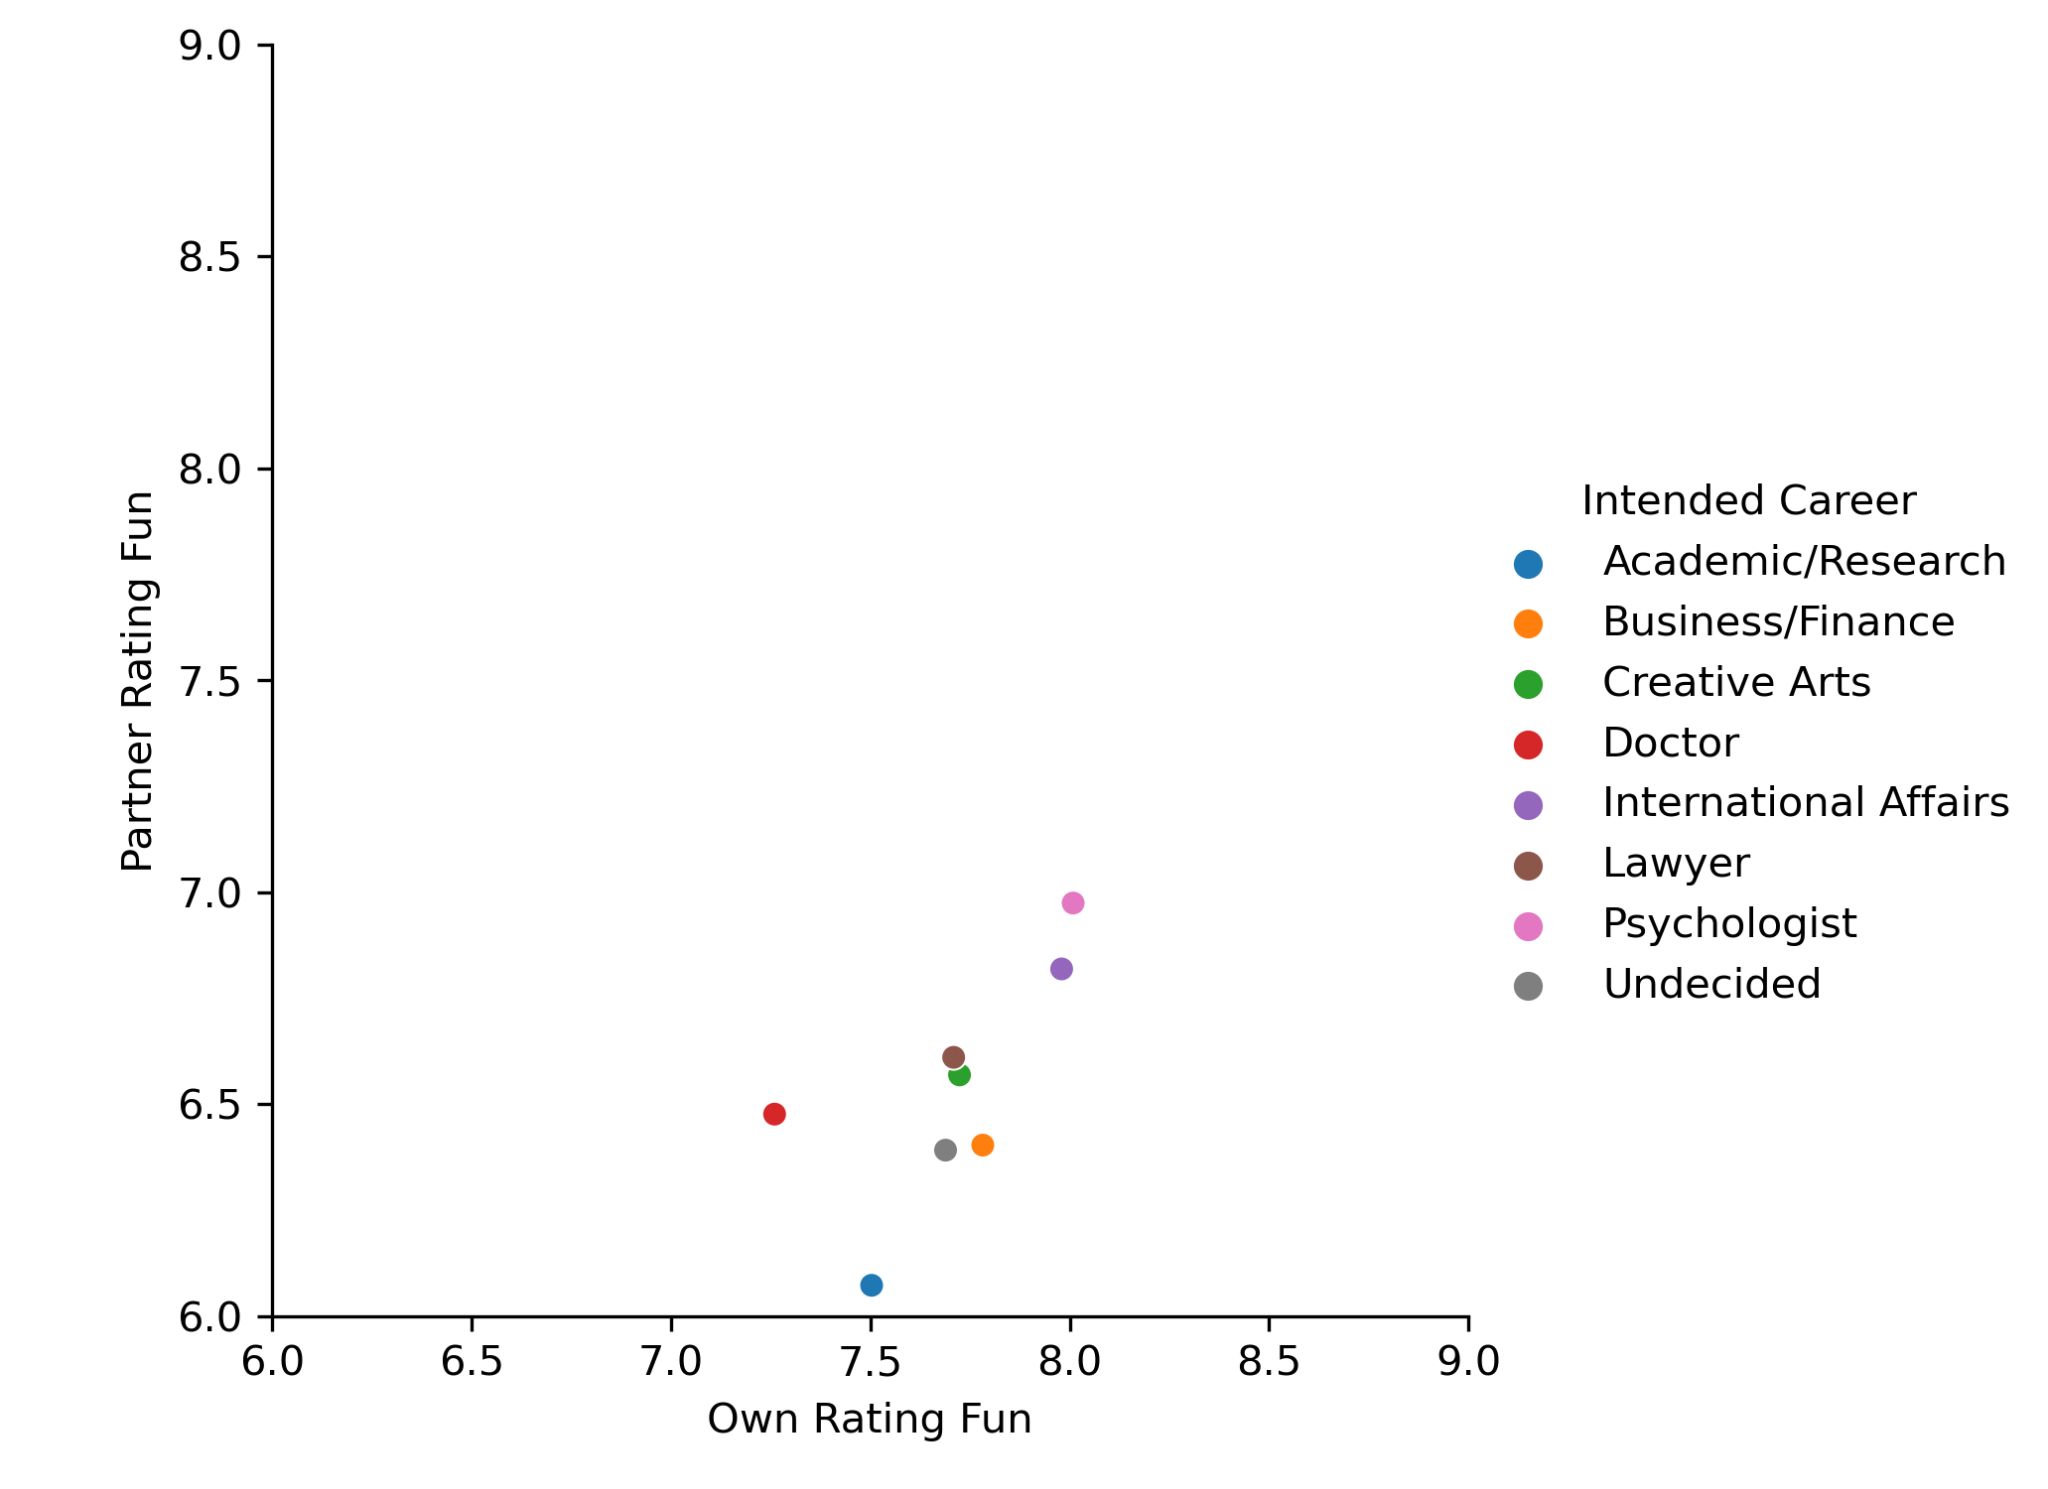 9.0
8.5
8.0
7.5
7.0
6.5
6.0
Partner Rating Fun
6.0 6.5 7.0 7.5 8.0 8.5 9.0
Own Rating Fun
Intended Career
Academic/Research
Business/Finance
Creative Arts
Doctor
International Affairs
Lawyer
Psychologist
Undecided